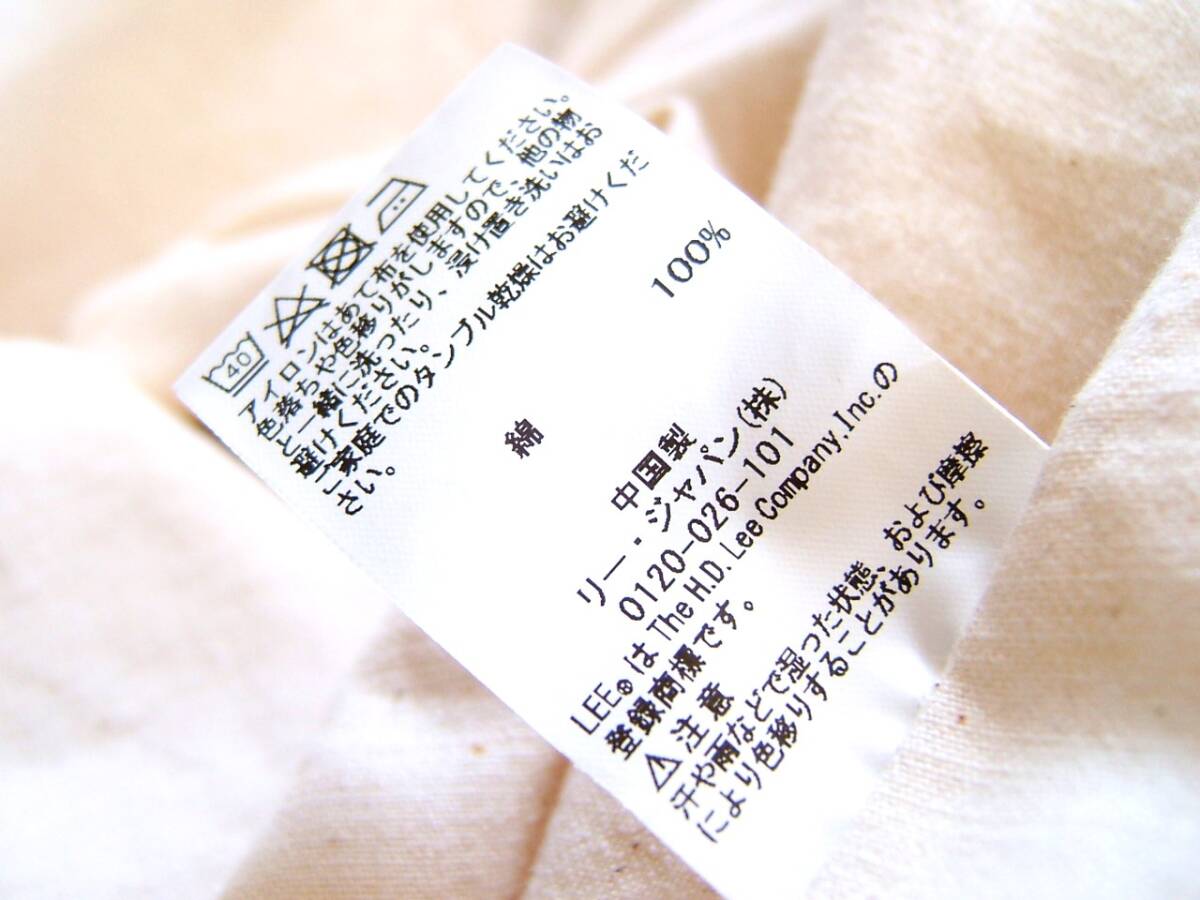 40
アイロンはあて布を使用してください。
色落ちや色移りがしますので、他の物
と一緒に洗ったり、浸け置き洗いはお
避けください。
ご家庭でのタンブル乾燥はお避けくだ
さい。
綿 100%
中国製
リー・ジャパン(株)
0120-026-101
LEE®はThe H.D. Lee Company, Inc.の
登録商標です。
⚠注意
汗や雨などで湿った状態、および摩擦
により色移りすることがあります。